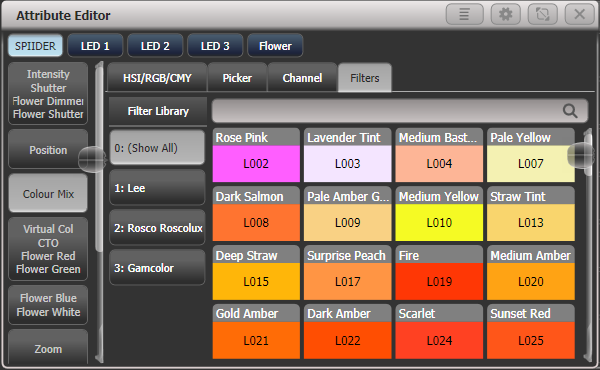 Attribute Editor
SPIIDER
LED 1
LED 2
LED 3
Flower
Intensity
Shutter
Flower Dimmer
Flower Shutter
Position
Colour Mix
Virtual Col
CTO
Flower Red
Flower Green
Flower Blue
Flower White
Zoom
HSI/RGB/CMY
Picker
Channel
Filters
Filter Library
0: (Show All)
1: Lee
2: Rosco Roscolux
3: Gamcolor
Rose Pink
L002
Lavender Tint
L003
Medium Bast...
L004
Pale Yellow
L007
Dark Salmon
L008
Pale Amber G...
L009
Medium Yellow
L010
Straw Tint
L013
Deep Straw
L015
Surprise Peach
L017
Fire
L019
Medium Amber
L020
Gold Amber
L021
Dark Amber
L022
Scarlet
L024
Sunset Red
L025